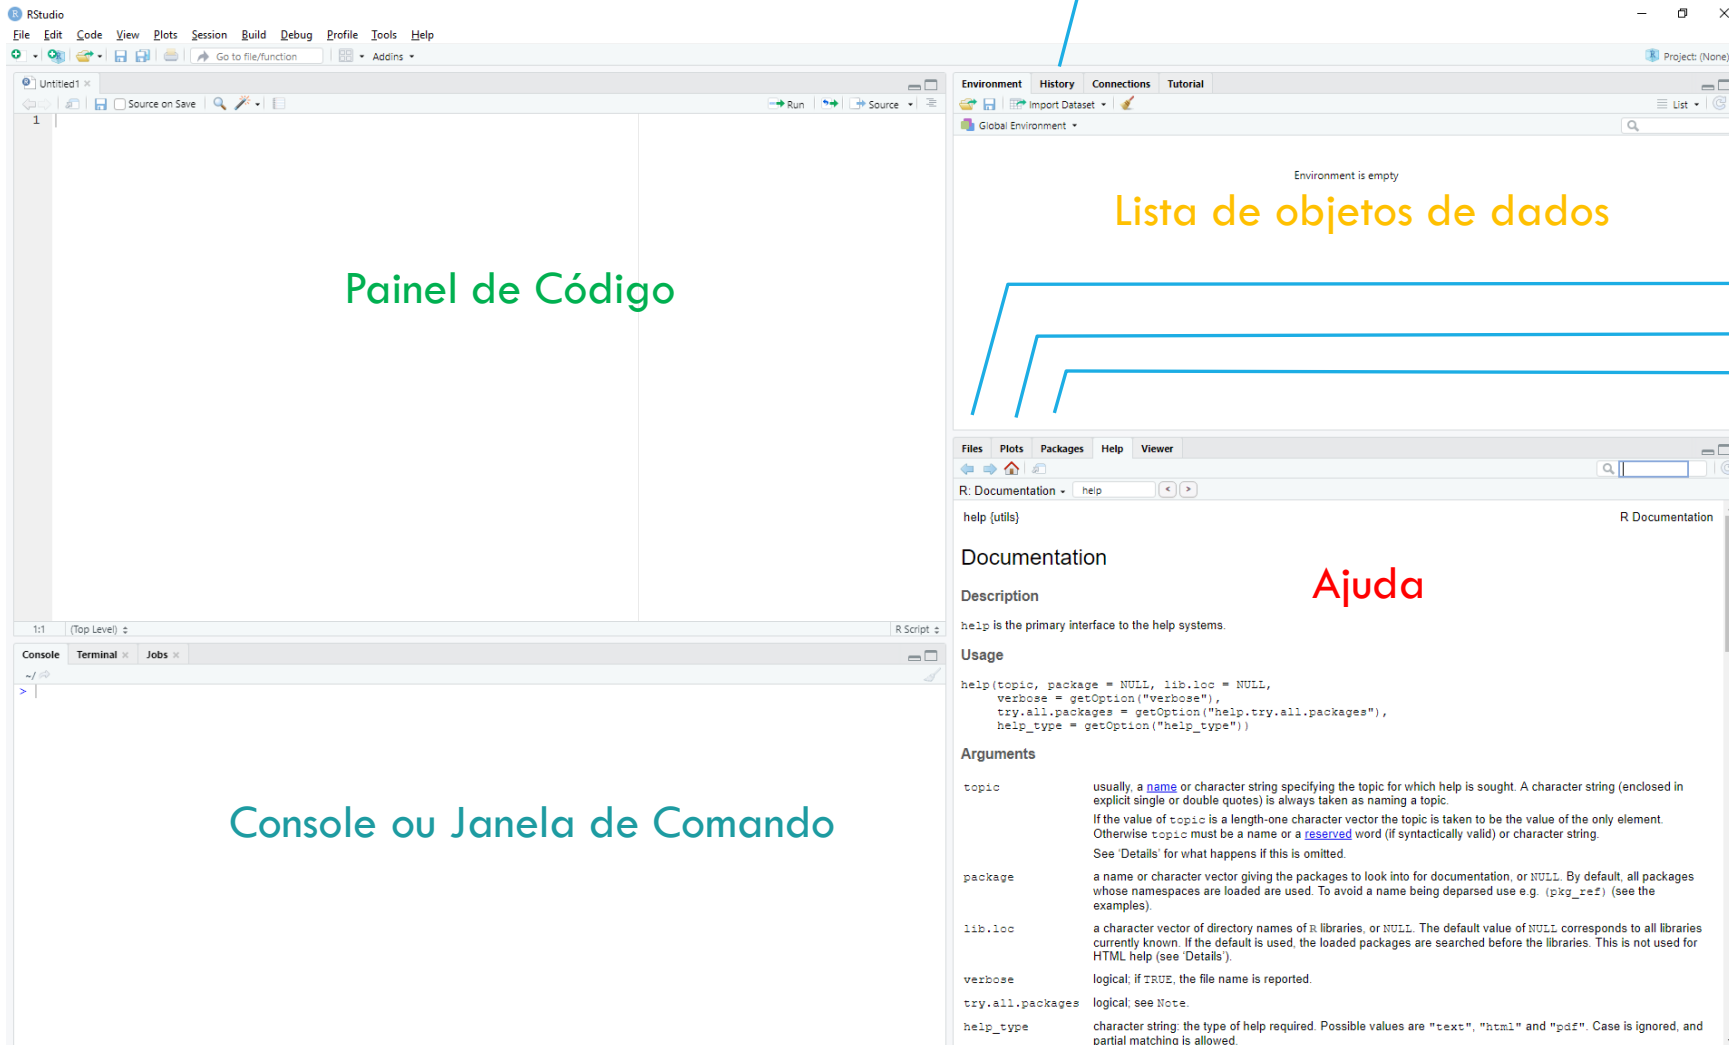 RStudio
File Edit Code View Plots Session Build Debug Profile Tools Help
Go to file/function Addins Project: (None)
Untitled1
Source on Save Run Source
1
Painel de Código
1:1 (Top Level) R Script
Console Terminal Jobs
~/
>
Console ou Janela de Comando
Environment History Connections Tutorial
Import Dataset List
Global Environment
Environment is empty
Lista de objetos de dados
Files Plots Packages Help Viewer
R: Documentation help
help {utils} R Documentation
Documentation
Ajuda
Description
help is the primary interface to the help systems.
Usage
help(topic, package = NULL, lib.loc = NULL,
verbose = getOption("verbose"),
try.all.packages = getOption("help.try.all.packages"),
help_type = getOption("help_type"))
Arguments
topic usually, a name or character string specifying the topic for which help is sought. A character string (enclosed in
explicit single or double quotes) is always taken as naming a topic.
If the value of topic is a length-one character vector the topic is taken to be the value of the only element.
Otherwise topic must be a name or a reserved word (if syntactically valid) or character string.
See 'Details' for what happens if this is omitted.
package a name or character vector giving the packages to look into for documentation, or NULL. By default, all packages
whose namespaces are loaded are used. To avoid a name being deparsed use e.g. (pkg_ref) (see the
examples).
lib.loc a character vector of directory names of R libraries, or NULL. The default value of NULL corresponds to all libraries
currently known. If the default is used, the loaded packages are searched before the libraries. This is not used for
HTML help (see 'Details').
verbose logical; if TRUE, the file name is reported.
try.all.packages logical; see Note.
help_type character string: the type of help required. Possible values are "text", "html" and "pdf". Case is ignored, and
partial matching is allowed.